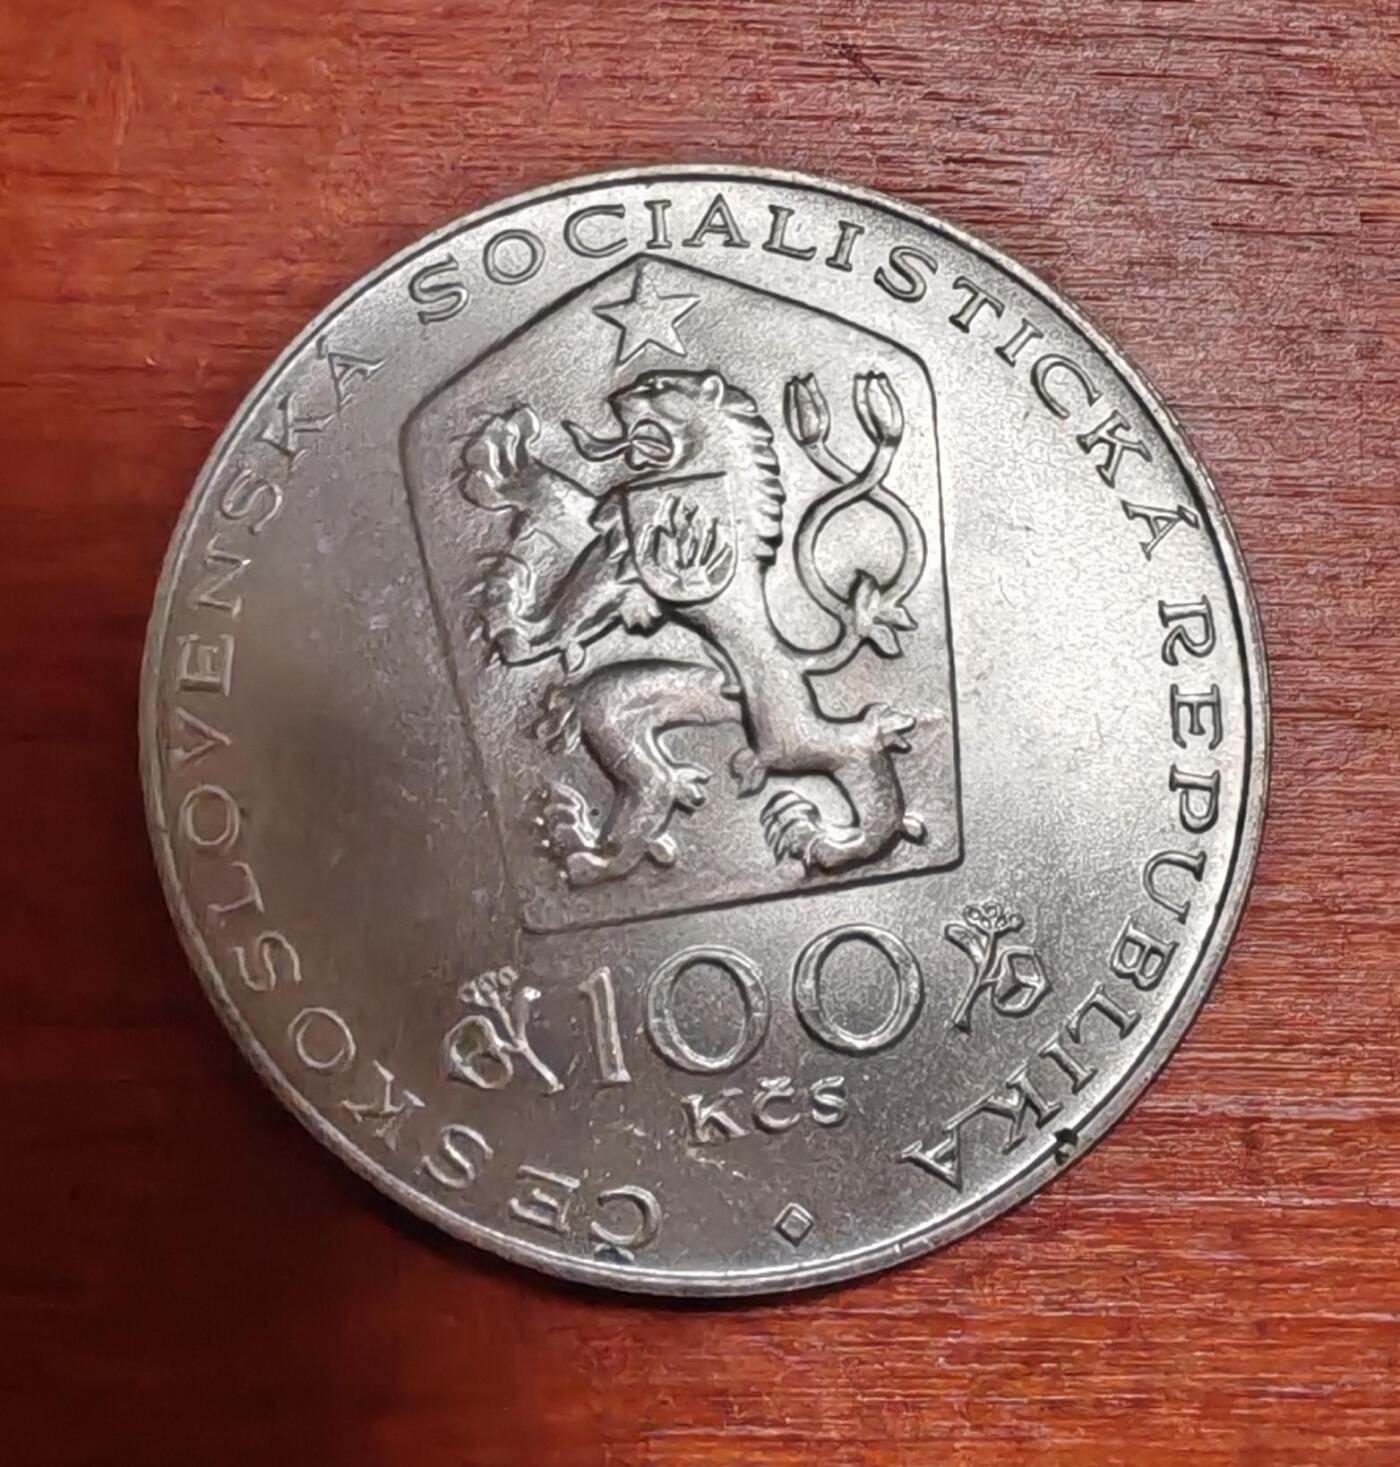 ČESKOSLOVENSKÁ SOCIALISTICKÁ REPUBLIKA
100
Kčs